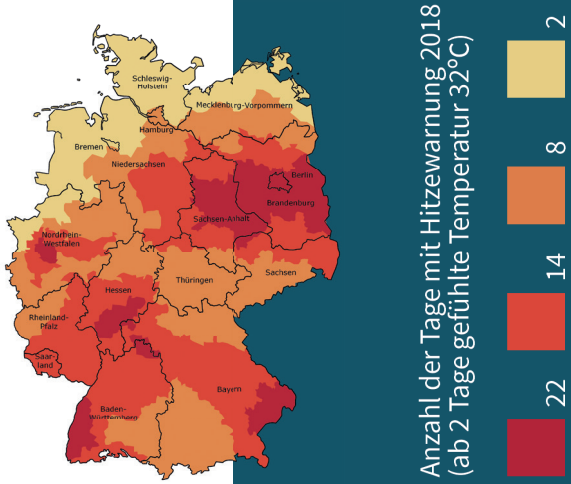 Schleswig-
Holstein
Mecklenburg-Vorpommern
Hamburg
Bremen
Niedersachsen
Berlin
Brandenburg
Sachsen-Anhalt
Nordrhein-
Westfalen
Hessen
Thüringen
Sachsen
Rheinland-
Pfalz
Saar-
land
Bayern
Baden-
Württemberg
Anzahl der Tage mit Hitzewarnung 2018
(ab 2 Tage gefühlte Temperatur 32°C)
22
14
8
2